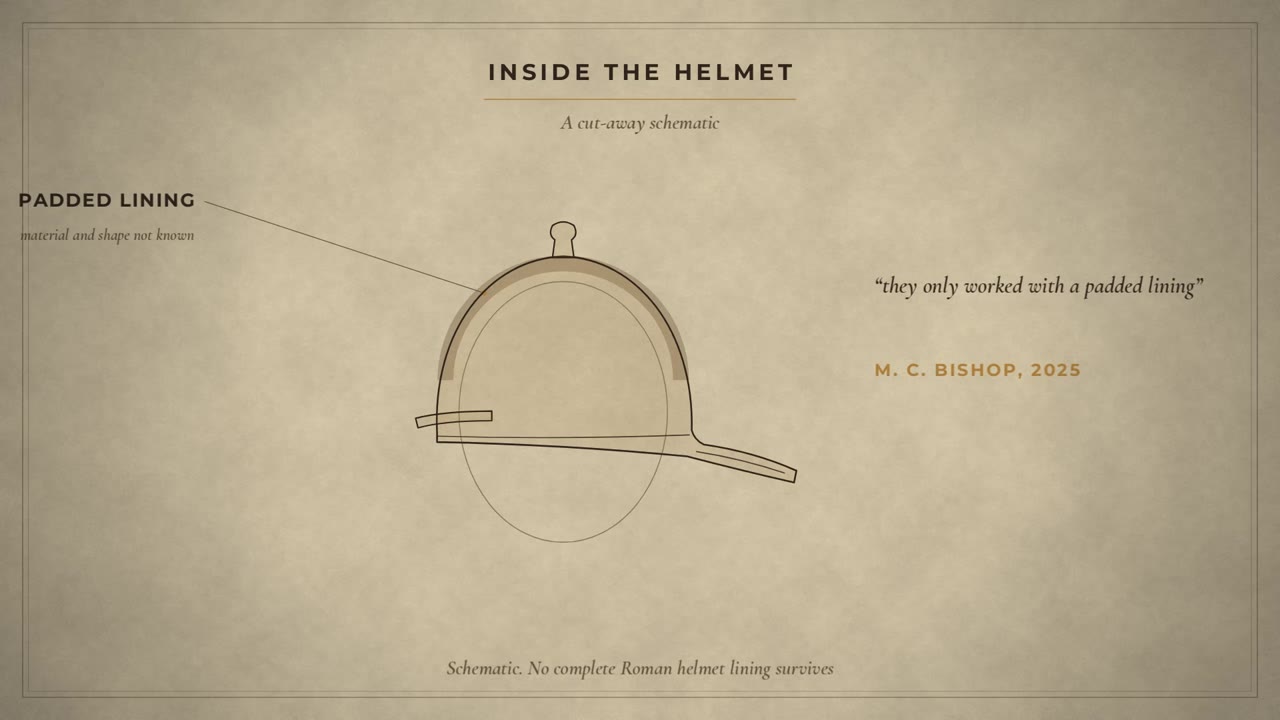 INSIDE THE HELMET
A cut-away schematic
PADDED LINING
material and shape not known
“they only worked with a padded lining”
M. C. BISHOP, 2025
Schematic. No complete Roman helmet lining survives